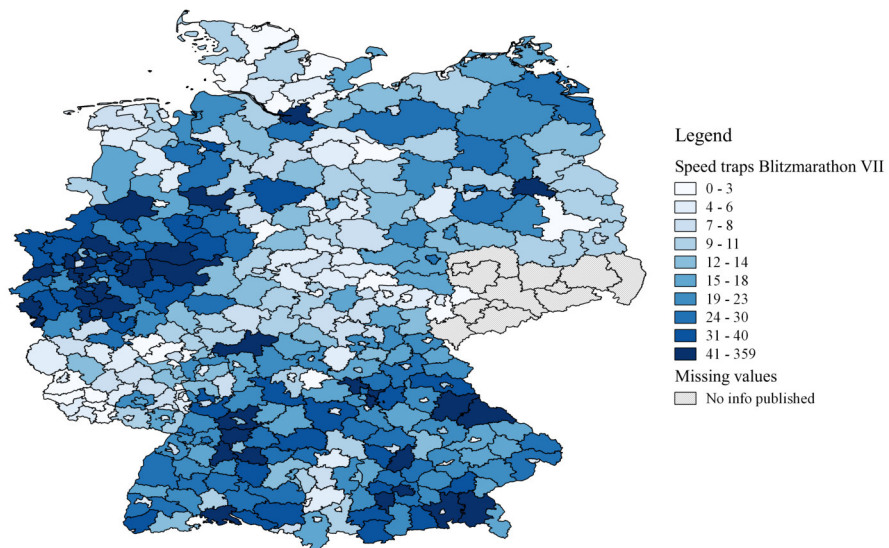 Legend
Speed traps Blitzmarathon VII
0 - 3
4 - 6
7 - 8
9 - 11
12 - 14
15 - 18
19 - 23
24 - 30
31 - 40
41 - 359
Missing values
No info published